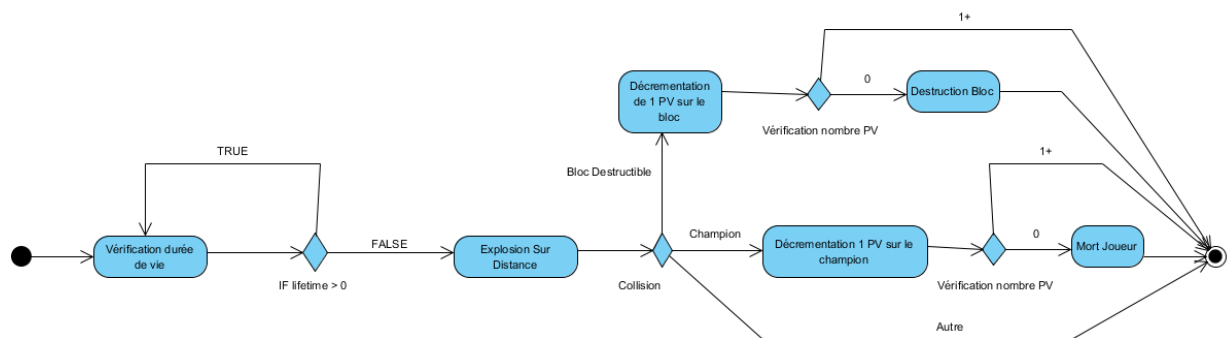 1+
Décrementation
de 1 PV sur le
bloc
0
Destruction Bloc
Vérification nombre PV
TRUE
1+
Bloc Destructible
Vérification durée
de vie
FALSE
Explosion Sur
Distance
Champion
Décrementation 1 PV sur le
champion
0
Mort Joueur
IF lifetime > 0
Collision
Vérification nombre PV
Autre